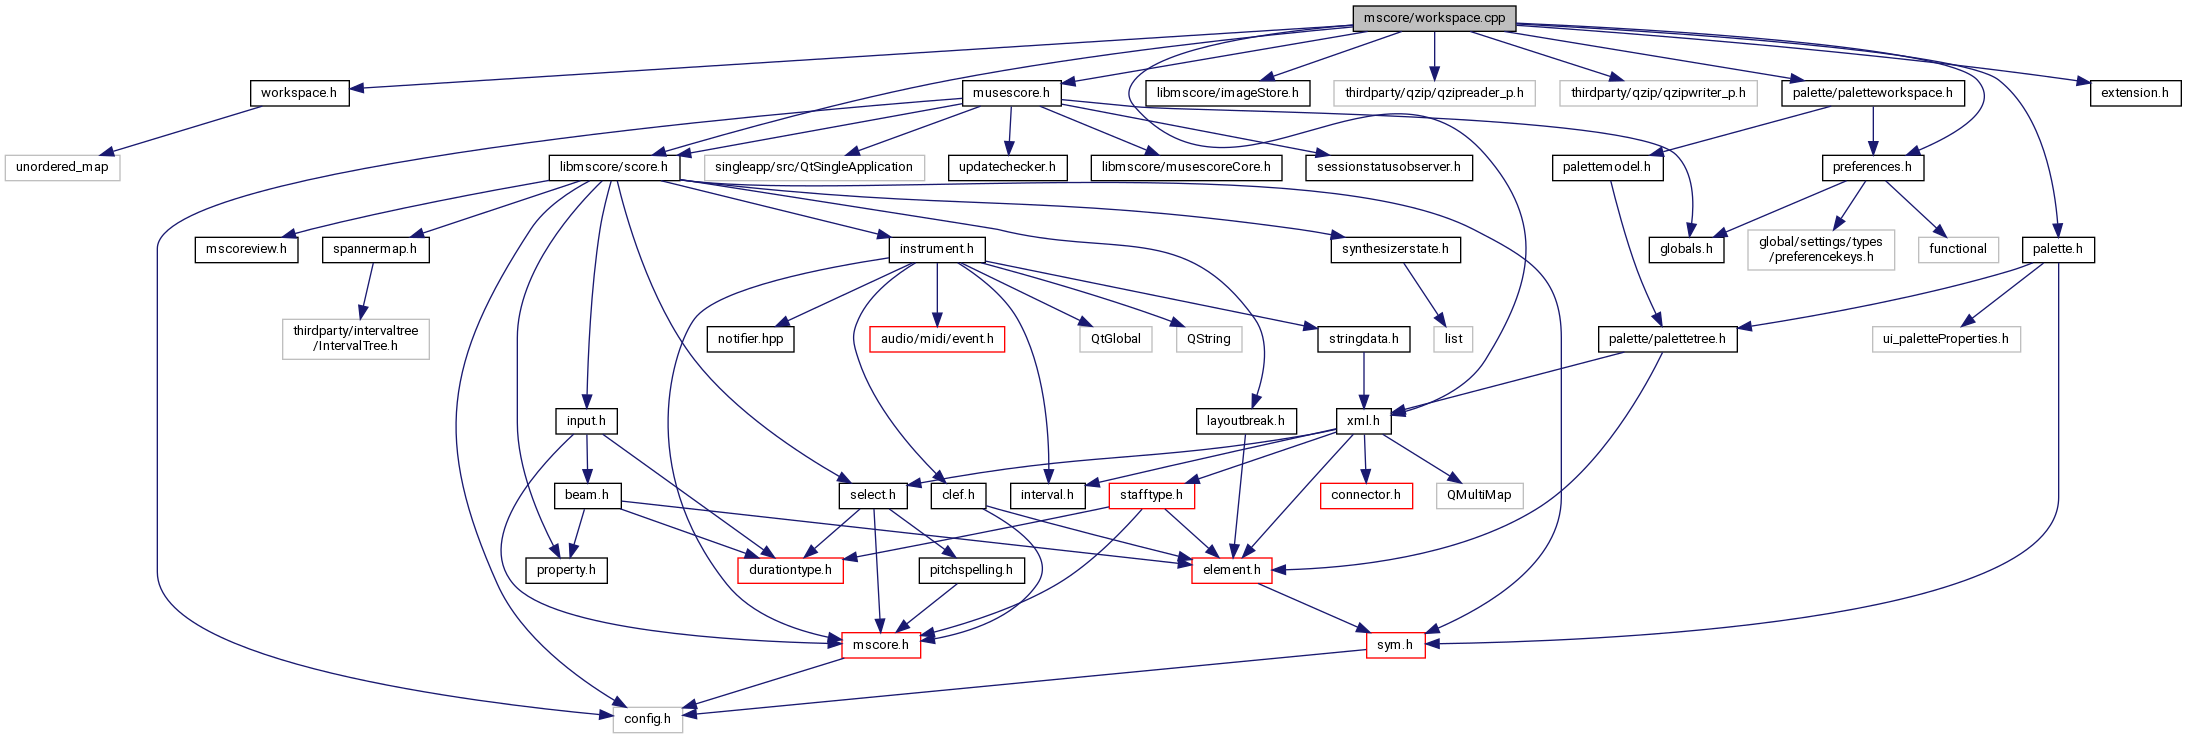 mscore/workspace.cpp
workspace.h
musescore.h
libmscore/imageStore.h
thirdparty/qzip/qzipreader_p.h
thirdparty/qzip/qzipwriter_p.h
palette/paletteworkspace.h
extension.h
unordered_map
libmscore/score.h
singleapp/src/QtSingleApplication
updatechecker.h
libmscore/musescoreCore.h
sessionstatusobserver.h
palettemodel.h
preferences.h
mscoreview.h
spannermap.h
instrument.h
synthesizerstate.h
globals.h
global/settings/types
/preferencekeys.h
functional
palette.h
thirdparty/intervaltree
/IntervalTree.h
notifier.hpp
audio/midi/event.h
QtGlobal
QString
stringdata.h
list
palette/palettetree.h
ui_paletteProperties.h
input.h
layoutbreak.h
xml.h
beam.h
select.h
clef.h
interval.h
stafftype.h
connector.h
QMultiMap
property.h
durationtype.h
pitchspelling.h
element.h
mscore.h
sym.h
config.h